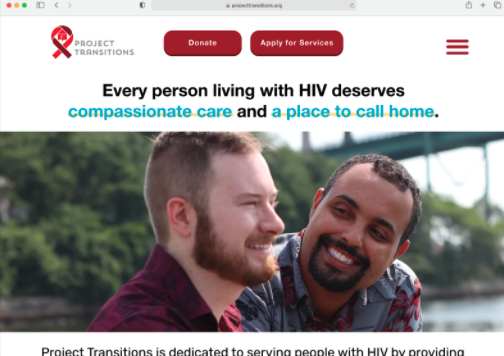 projecttransitions.org
PROJECT
TRANSITIONS
Donate
Apply for Services
Every person living with HIV deserves
compassionate care and a place to call home.
Project Transitions is dedicated to serving people with HIV by providing